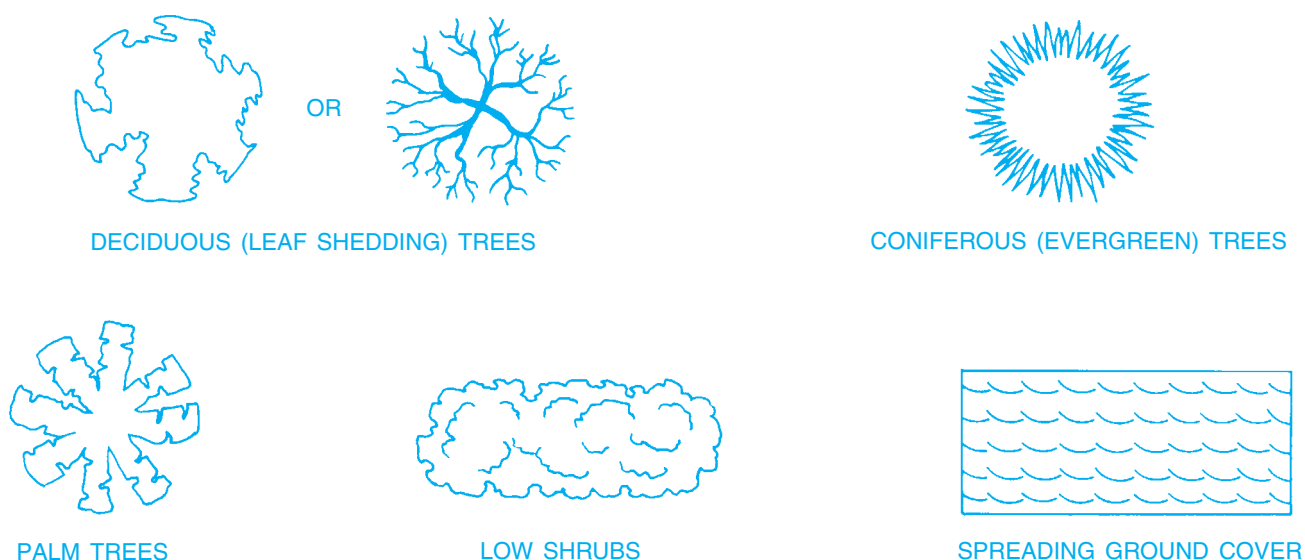 OR
DECIDUOUS (LEAF SHEDDING) TREES
CONIFEROUS (EVERGREEN) TREES
PALM TREES
LOW SHRUBS
SPREADING GROUND COVER